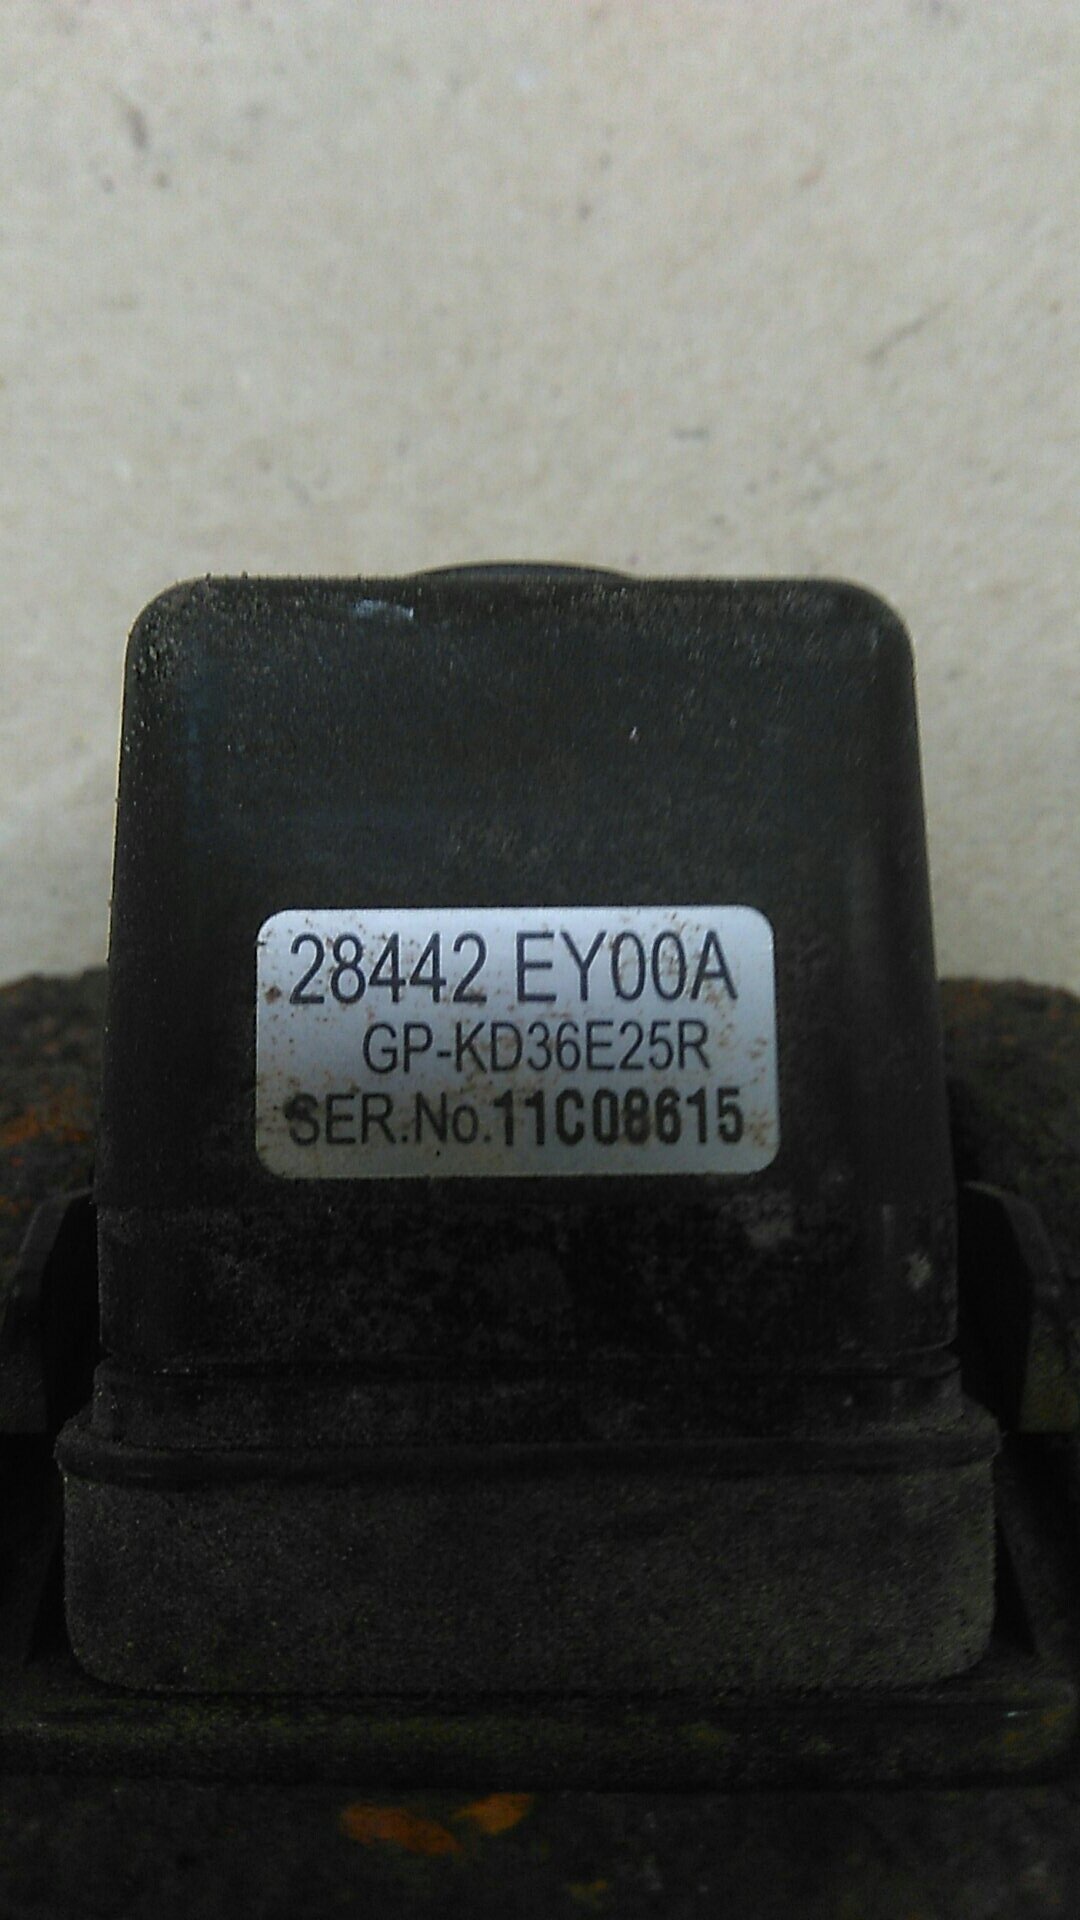 28442 EY00A
GP-KD36E25R
SER.No.11C08615